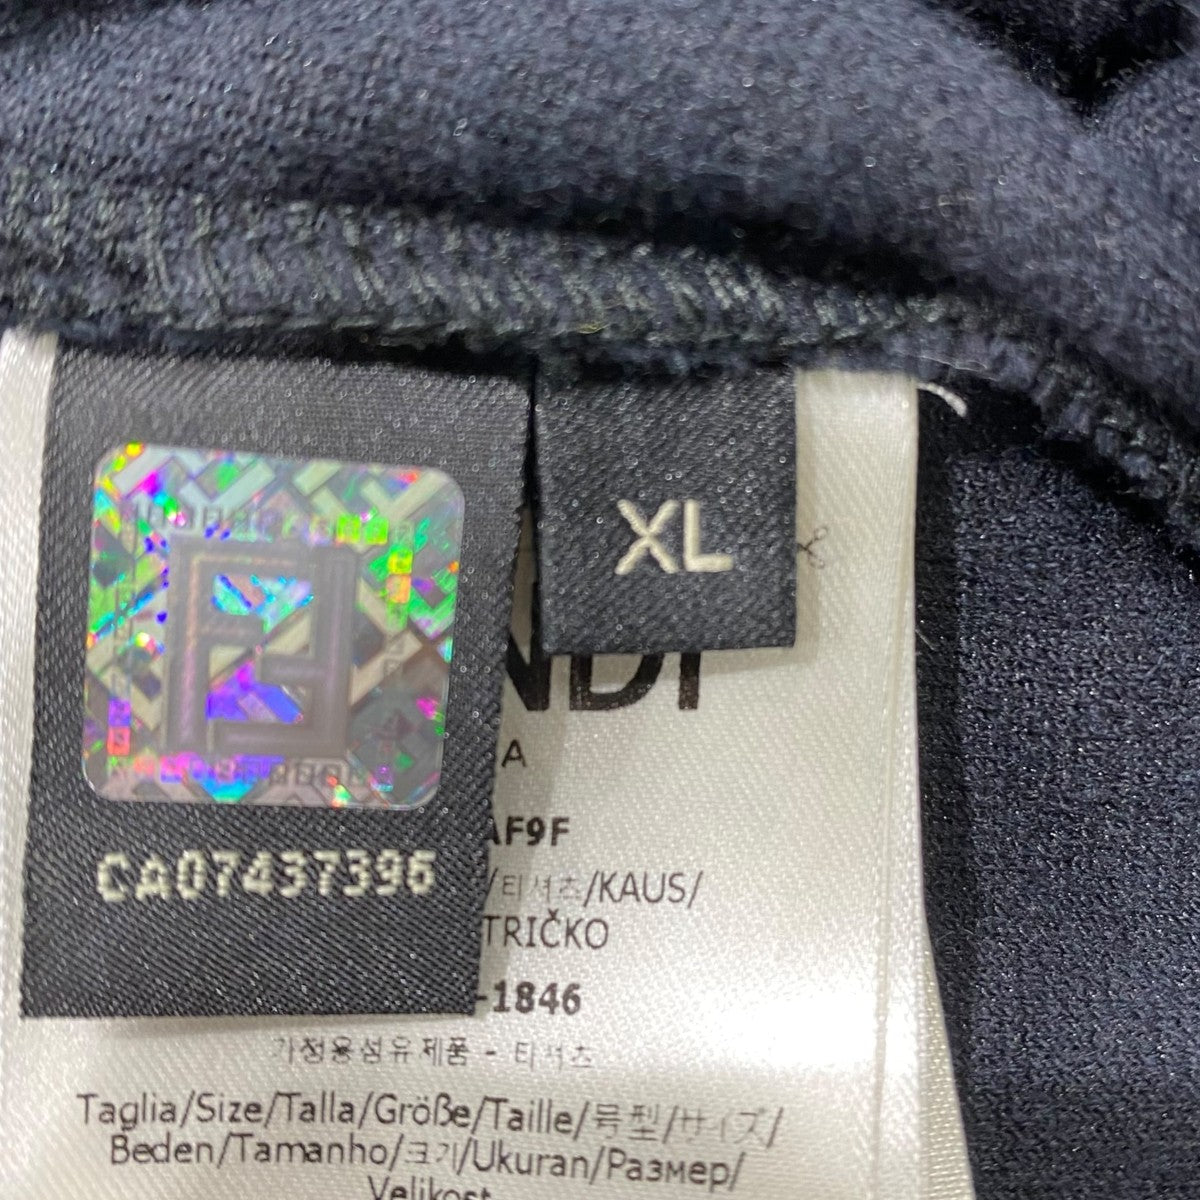 XL
NDI
A
CA07437396
AF9F
/티셔츠/KAUS/
TRIČKO
-1846
가정용섬유제품 - 티셔츠
Taglia/Size/Talla/Größe/Taille/号型/サイズ/
Beden/Tamanho/크기/Ukuran/Размер/
Velikost